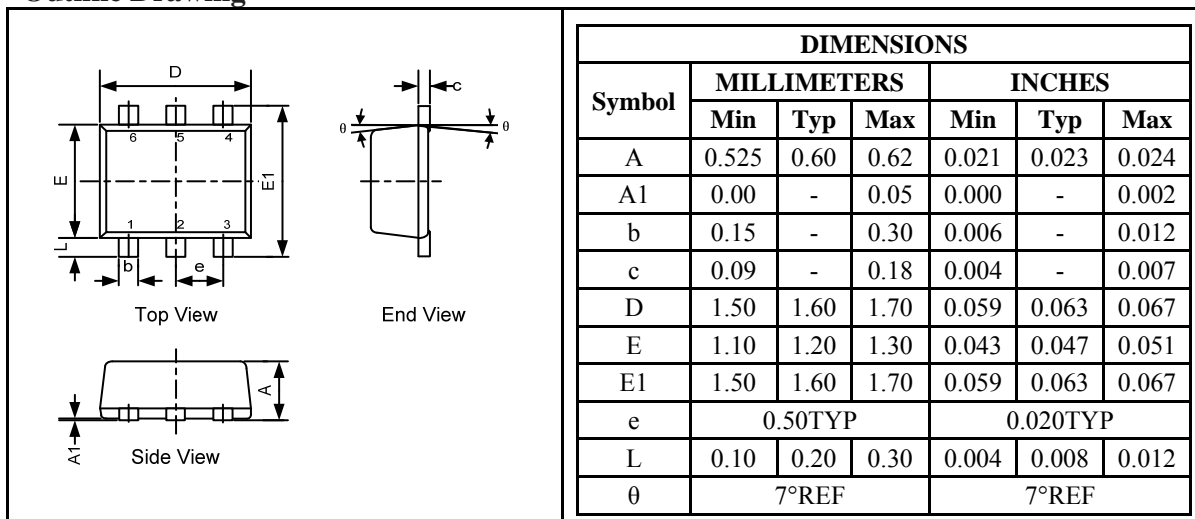 D
c
θ
θ
6 5 4
E
E1
1 2 3
L
b
e
Top View
End View
A
A1
Side View
DIMENSIONS
Symbol MILLIMETERS INCHES
Min Typ Max Min Typ Max
A 0.525 0.60 0.62 0.021 0.023 0.024
A1 0.00 - 0.05 0.000 - 0.002
b 0.15 - 0.30 0.006 - 0.012
c 0.09 - 0.18 0.004 - 0.007
D 1.50 1.60 1.70 0.059 0.063 0.067
E 1.10 1.20 1.30 0.043 0.047 0.051
E1 1.50 1.60 1.70 0.059 0.063 0.067
e 0.50TYP 0.020TYP
L 0.10 0.20 0.30 0.004 0.008 0.012
θ 7°REF 7°REF